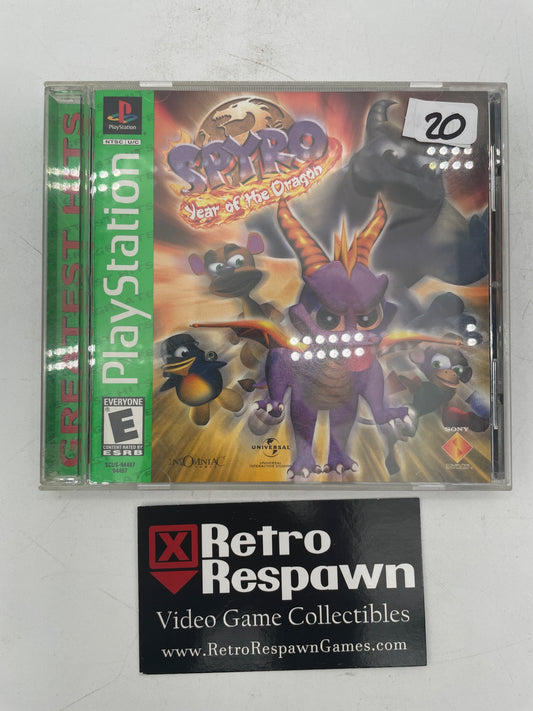 GREATEST HITS
PlayStation
NTSC U/C
PlayStation
20
SPYRO
Year of the Dragon
EVERYONE
E
CONTENT RATED BY
ESRB
SCUS-94467
94467
INSOMNIAC
UNIVERSAL
UNIVERSAL
INTERACTIVE STUDIOS
SONY
COMPUTER
X Retro
Respawn
Video Game Collectibles
www.RetroRespawnGames.com